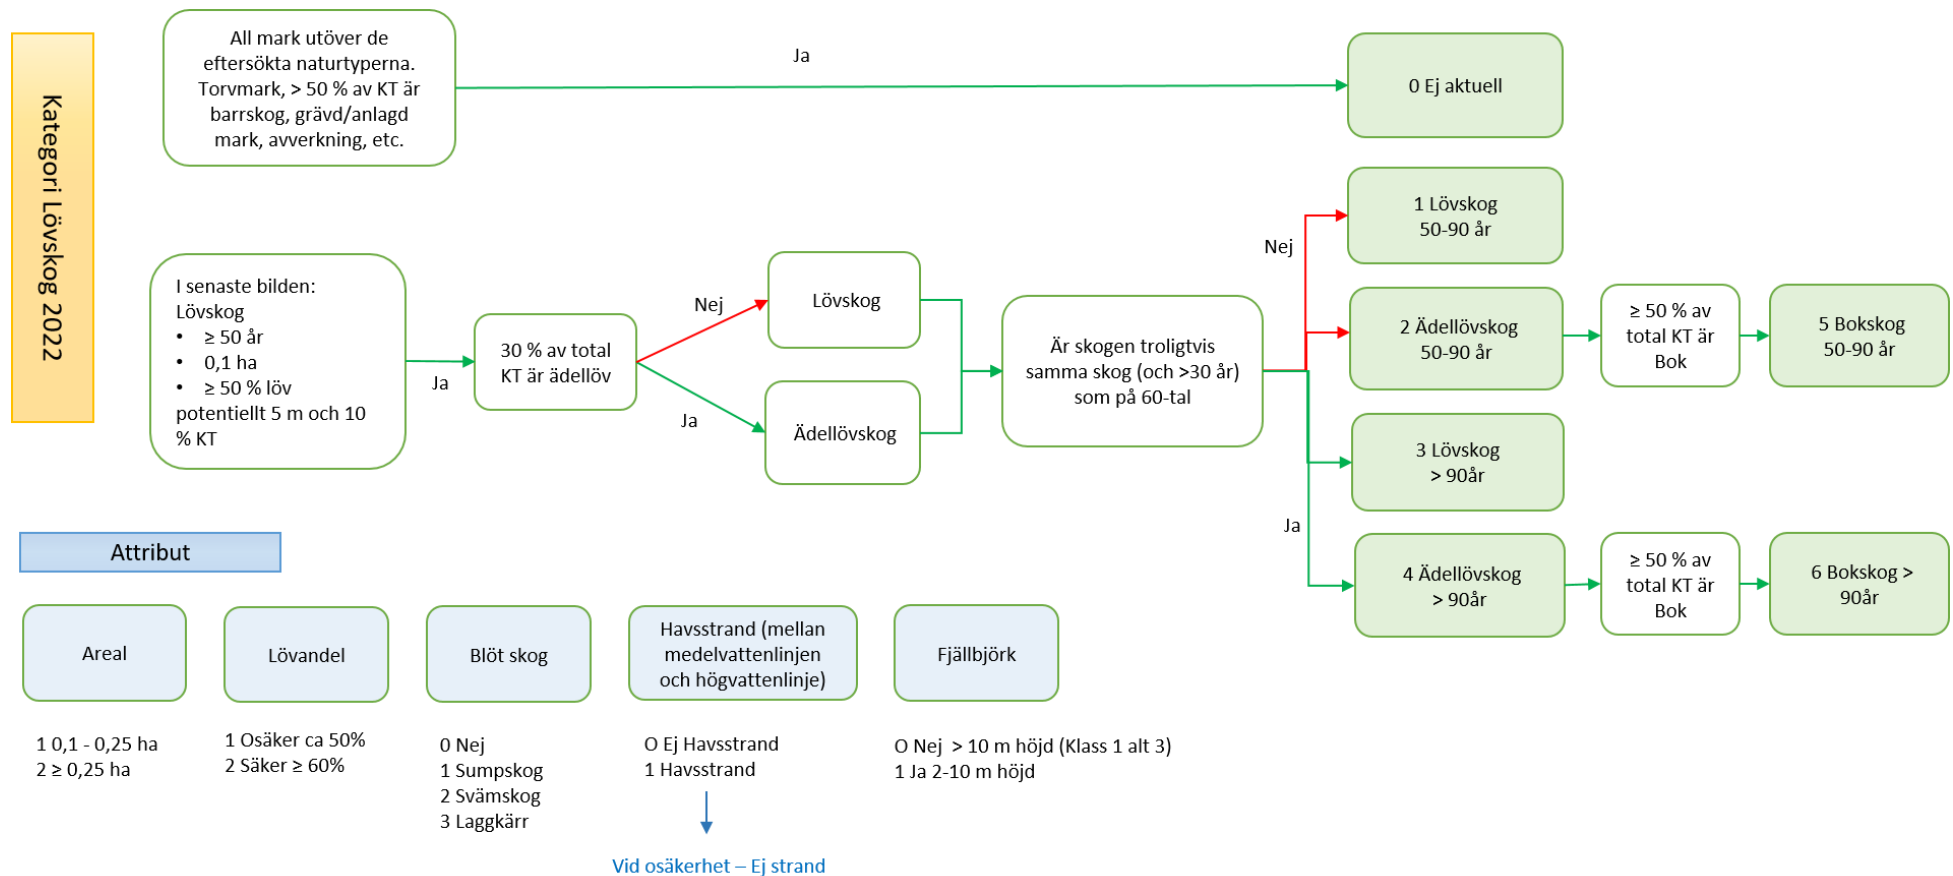 Kategori Lövskog 2022
All mark utöver de
eftersökta naturtyperna.
Torvmark, > 50 % av KT är
barrskog, grävd/anlagd
mark, avverkning, etc.
Ja
0 Ej aktuell
I senaste bilden:
Lövskog
• ≥ 50 år
• 0,1 ha
• ≥ 50 % löv
potentiellt 5 m och 10
% KT
Ja
30 % av total
KT är ädellöv
Nej
Ja
Lövskog
Ädellövskog
Är skogen troligtvis
samma skog (och >30 år)
som på 60-tal
Nej
Ja
1 Lövskog
50-90 år
2 Ädellövskog
50-90 år
≥ 50 % av
total KT är
Bok
5 Bokskog
50-90 år
3 Lövskog
> 90år
4 Ädellövskog
> 90år
≥ 50 % av
total KT är
Bok
6 Bokskog >
90år
Attribut
Areal
1 0,1 - 0,25 ha
2 ≥ 0,25 ha
Lövandel
1 Osäker ca 50%
2 Säker ≥ 60%
Blöt skog
0 Nej
1 Sumpskog
2 Svämskog
3 Laggkärr
Havsstrand (mellan
medelvattenlinjen
och högvattenlinje)
O Ej Havsstrand
1 Havsstrand
Vid osäkerhet – Ej strand
Fjällbjörk
O Nej > 10 m höjd (Klass 1 alt 3)
1 Ja 2-10 m höjd